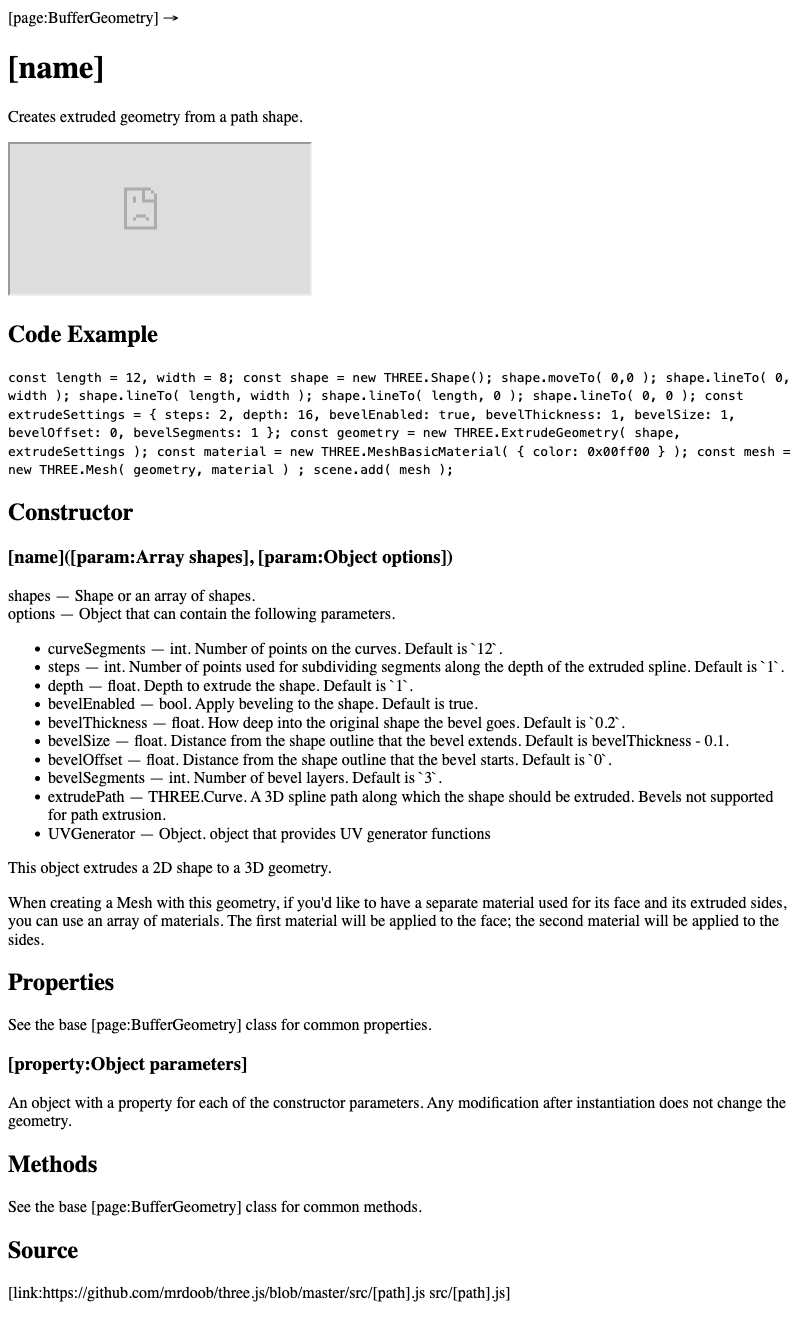 [page:BufferGeometry] →
[name]
Creates extruded geometry from a path shape.
Code Example
const length = 12, width = 8; const shape = new THREE.Shape(); shape.moveTo( 0,0 ); shape.lineTo( 0,
width ); shape.lineTo( length, width ); shape.lineTo( length, 0 ); shape.lineTo( 0, 0 ); const
extrudeSettings = { steps: 2, depth: 16, bevelEnabled: true, bevelThickness: 1, bevelSize: 1,
bevelOffset: 0, bevelSegments: 1 }; const geometry = new THREE.ExtrudeGeometry( shape,
extrudeSettings ); const material = new THREE.MeshBasicMaterial( { color: 0x00ff00 } ); const mesh =
new THREE.Mesh( geometry, material ) ; scene.add( mesh );
Constructor
[name]([param:Array shapes], [param:Object options])
shapes — Shape or an array of shapes.
options — Object that can contain the following parameters.
• curveSegments — int. Number of points on the curves. Default is `12`.
• steps — int. Number of points used for subdividing segments along the depth of the extruded spline. Default is `1`.
• depth — float. Depth to extrude the shape. Default is `1`.
• bevelEnabled — bool. Apply beveling to the shape. Default is true.
• bevelThickness — float. How deep into the original shape the bevel goes. Default is `0.2`.
• bevelSize — float. Distance from the shape outline that the bevel extends. Default is bevelThickness - 0.1.
• bevelOffset — float. Distance from the shape outline that the bevel starts. Default is `0`.
• bevelSegments — int. Number of bevel layers. Default is `3`.
• extrudePath — THREE.Curve. A 3D spline path along which the shape should be extruded. Bevels not supported
for path extrusion.
• UVGenerator — Object. object that provides UV generator functions
This object extrudes a 2D shape to a 3D geometry.
When creating a Mesh with this geometry, if you'd like to have a separate material used for its face and its extruded sides,
you can use an array of materials. The first material will be applied to the face; the second material will be applied to the
sides.
Properties
See the base [page:BufferGeometry] class for common properties.
[property:Object parameters]
An object with a property for each of the constructor parameters. Any modification after instantiation does not change the
geometry.
Methods
See the base [page:BufferGeometry] class for common methods.
Source
[link:https://github.com/mrdoob/three.js/blob/master/src/[path].js src/[path].js]